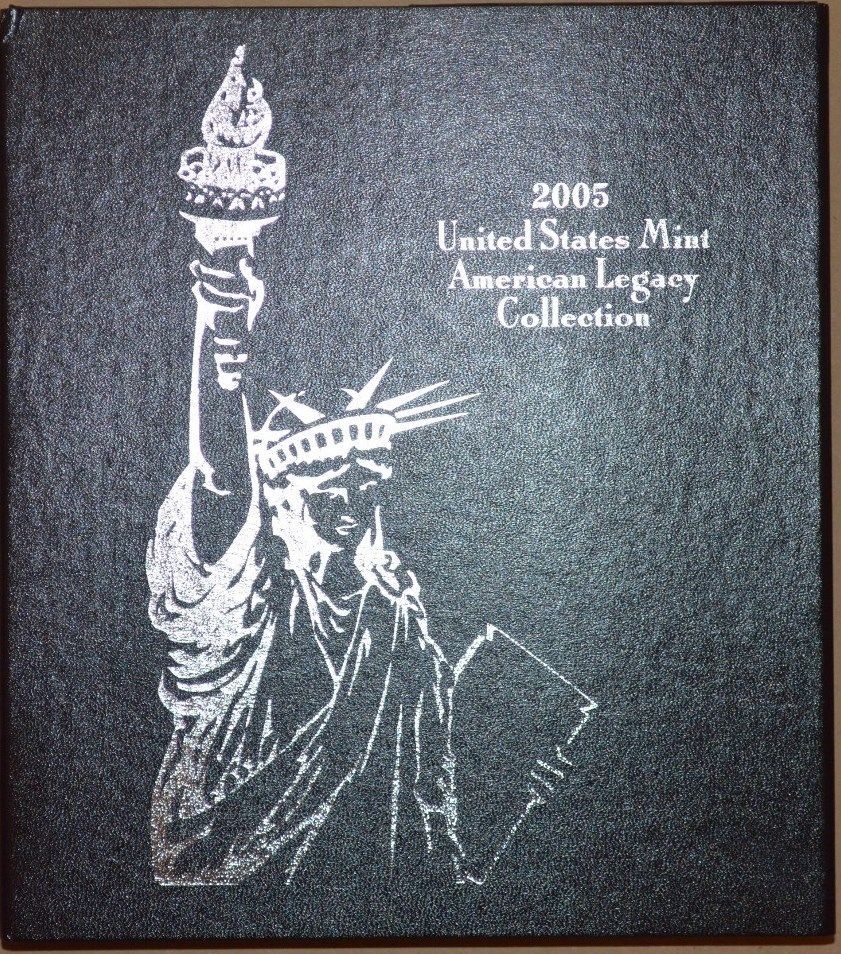 2005
United States Mint
American Legacy
Collection